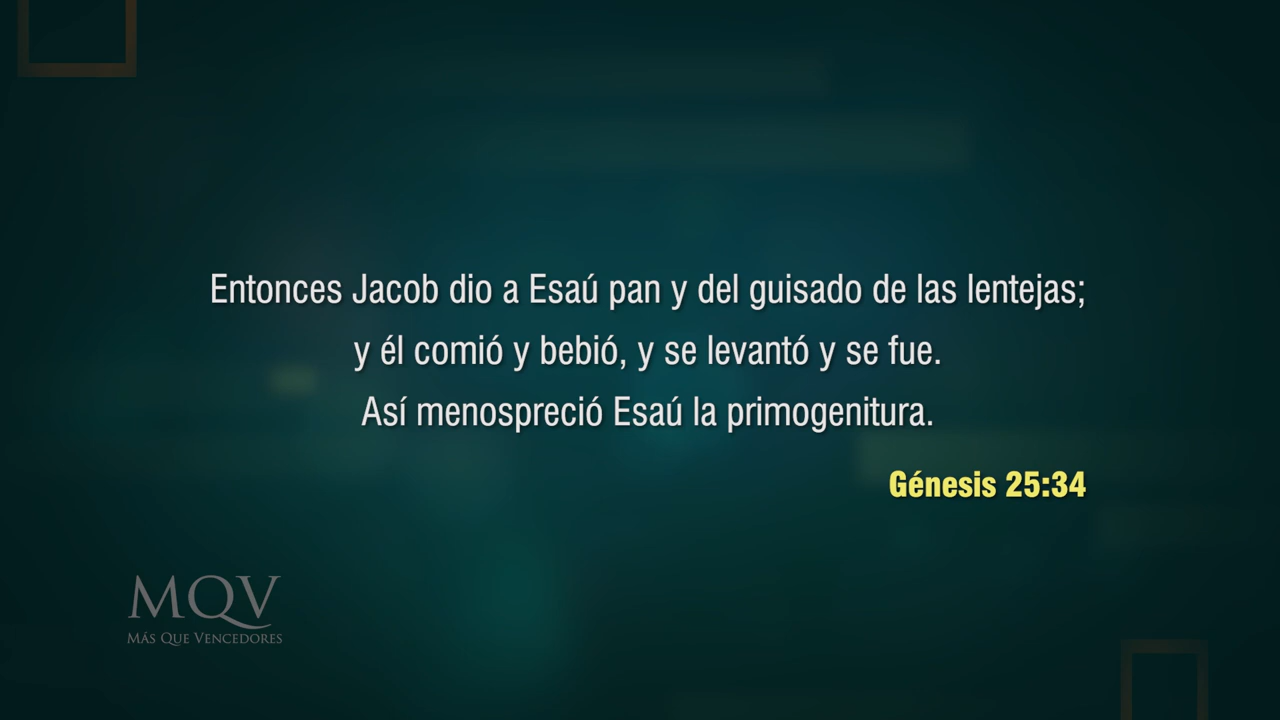 Entonces Jacob dio a Esaú pan y del guisado de las lentejas;
y él comió y bebió, y se levantó y se fue.
Así menospreció Esaú la primogenitura.
Génesis 25:34
MQV
MÁS QUE VENCEDORES